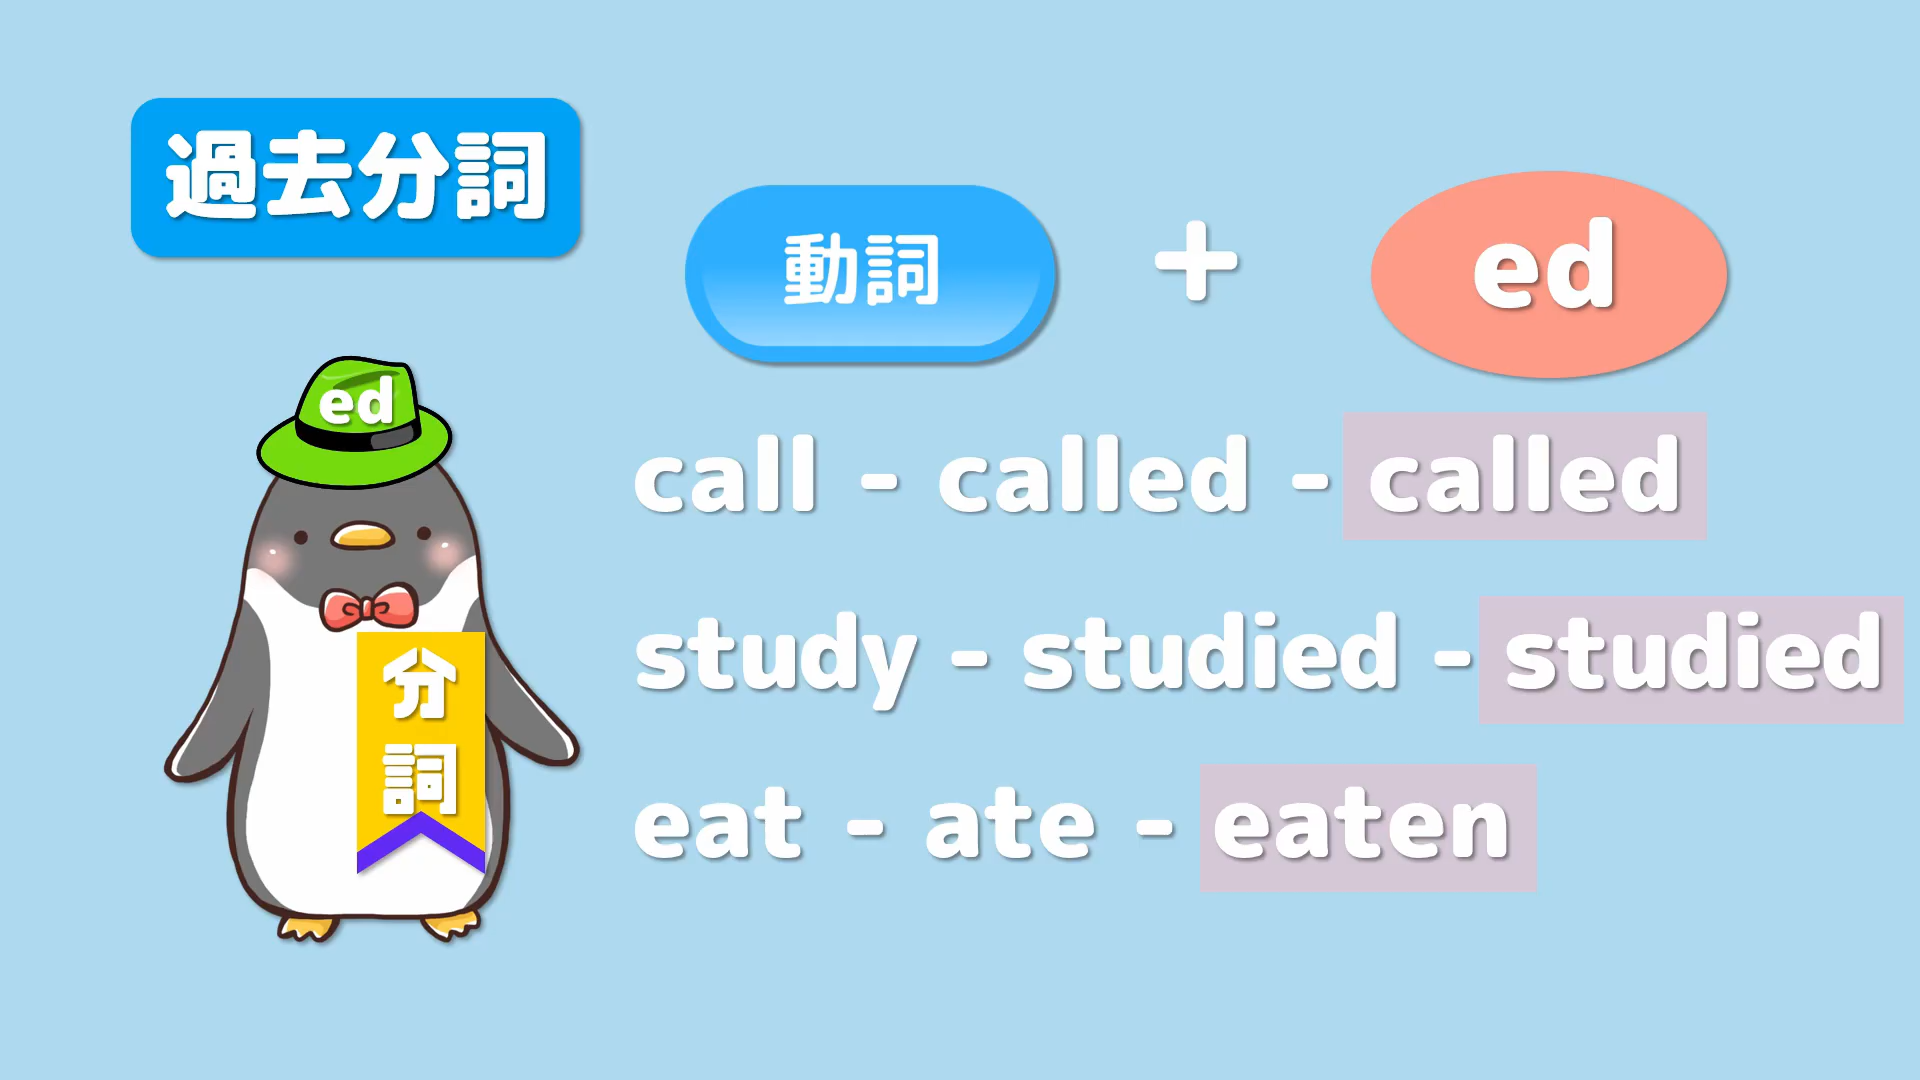 過去分詞
動詞 + ed
ed
call - called - called
study - studied - studied
eat - ate - eaten
分詞